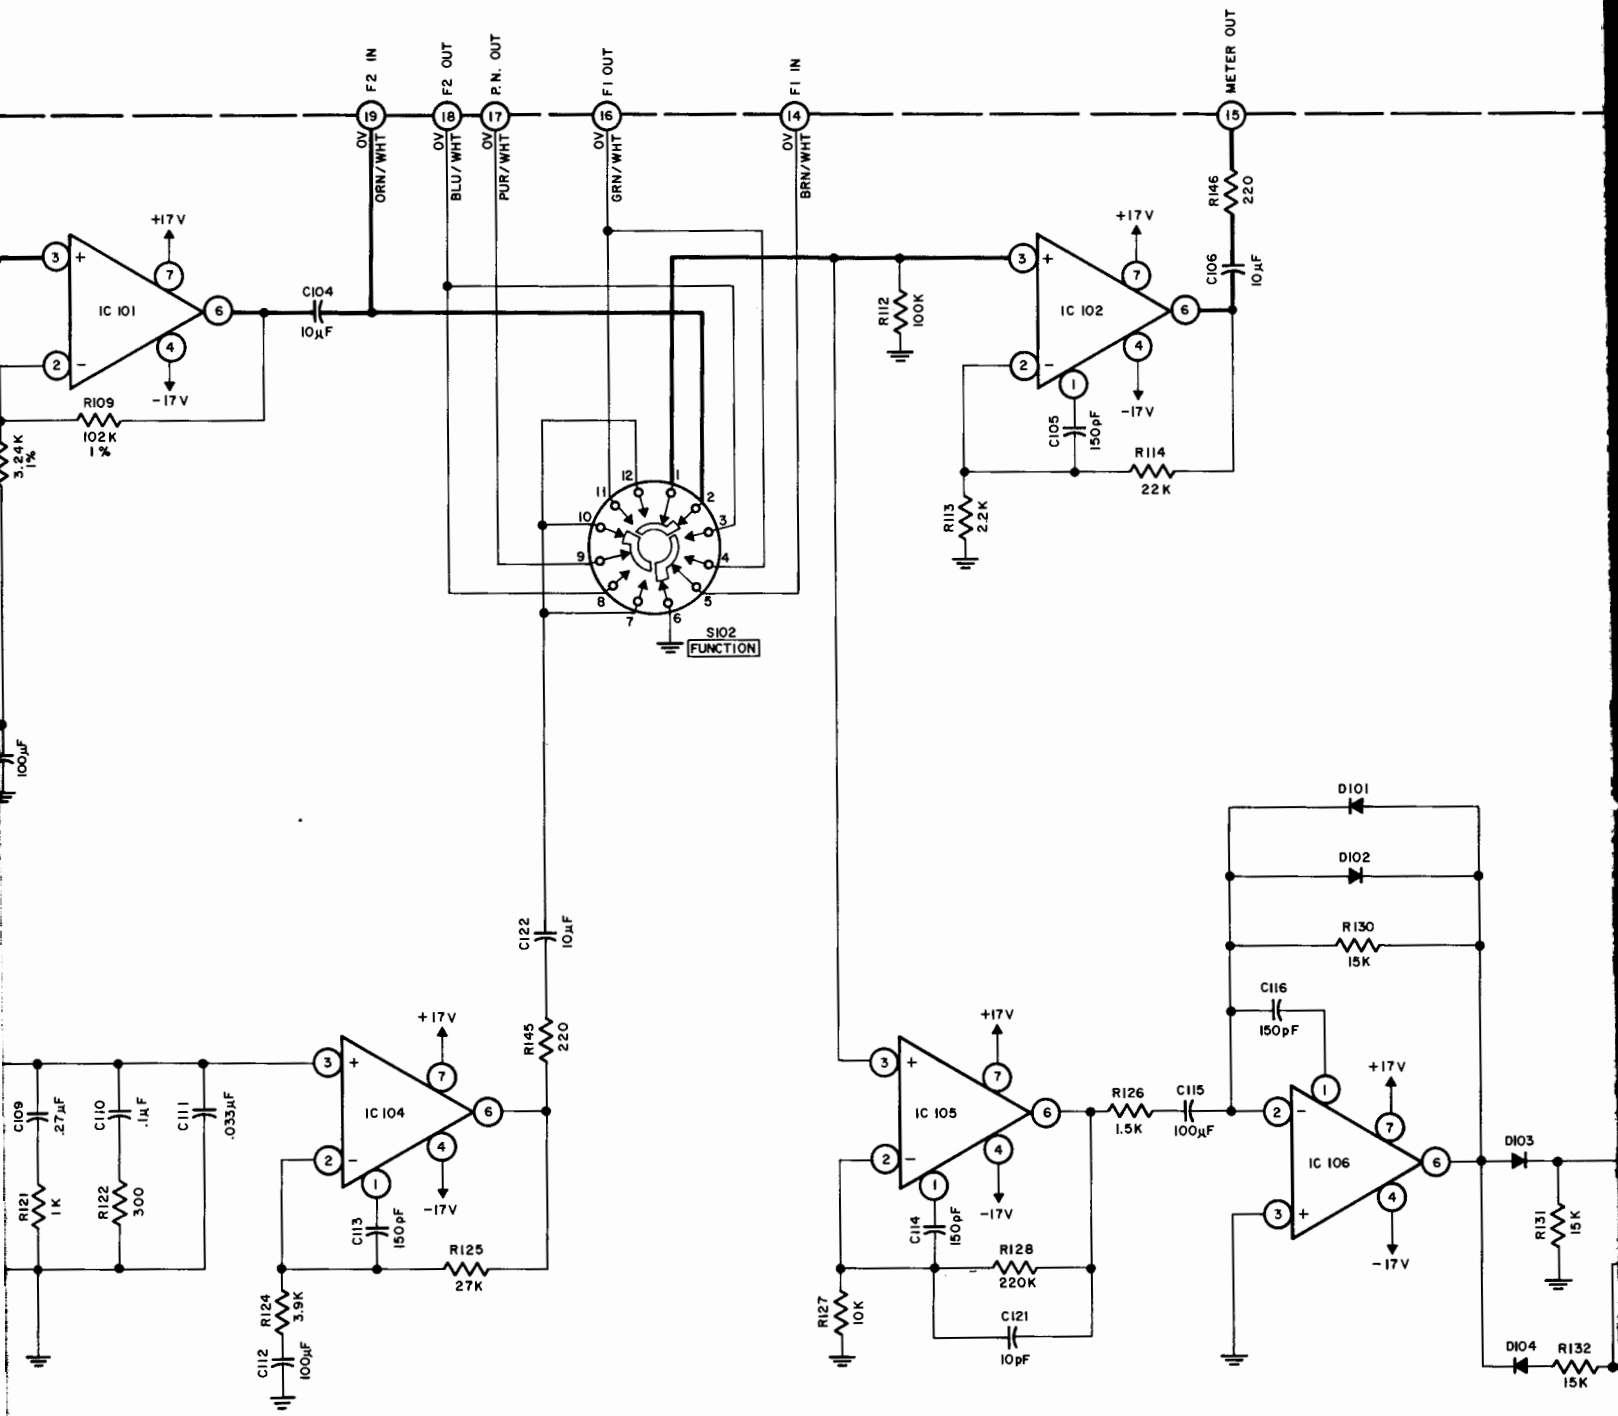 F2 IN
F2 OUT
P.N. OUT
F1 OUT
F1 IN
METER OUT
19
18
17
16
14
15
0V
ORN/WHT
0V
BLU/WHT
0V
PUR/WHT
GRN/WHT
0V
BRN/WHT
R146
220
C106
10µF
+17V
3
+
7
IC 101
6
4
2
−
-17V
C104
10µF
R109
102K
1%
3.24K
1%
100µF
R112
100K
+17V
3
+
7
IC 102
6
4
2
−
1
-17V
C105
150pF
R114
22K
R113
2.2K
12
1
11
2
10
3
9
4
8
5
7
6
S102
FUNCTION
C122
10µF
R145
220
C109
.27µF
C110
.1µF
C111
.033µF
R121
1K
R122
300
+17V
3
+
7
IC 104
6
4
2
−
1
-17V
C113
150pF
R125
27K
R124
3.9K
C112
100µF
+17V
3
+
7
IC 105
6
4
2
−
1
-17V
C114
150pF
R128
220K
R127
10K
C121
10pF
R126
1.5K
C115
100µF
D101
D102
R130
15K
C116
150pF
+17V
1
2
−
7
IC 106
6
4
3
+
-17V
D103
R131
15K
D104
R132
15K